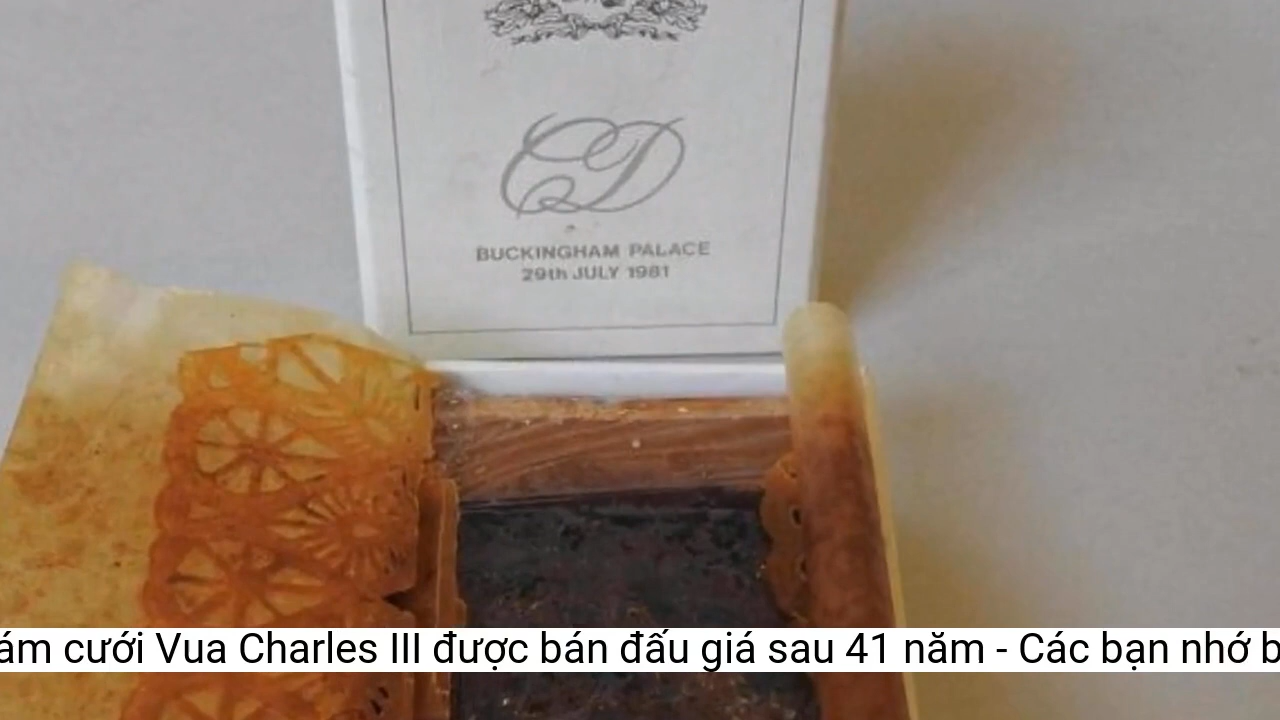 CD
BUCKINGHAM PALACE
29th JULY 1981
ám cưới Vua Charles III được bán đấu giá sau 41 năm - Các bạn nhớ b